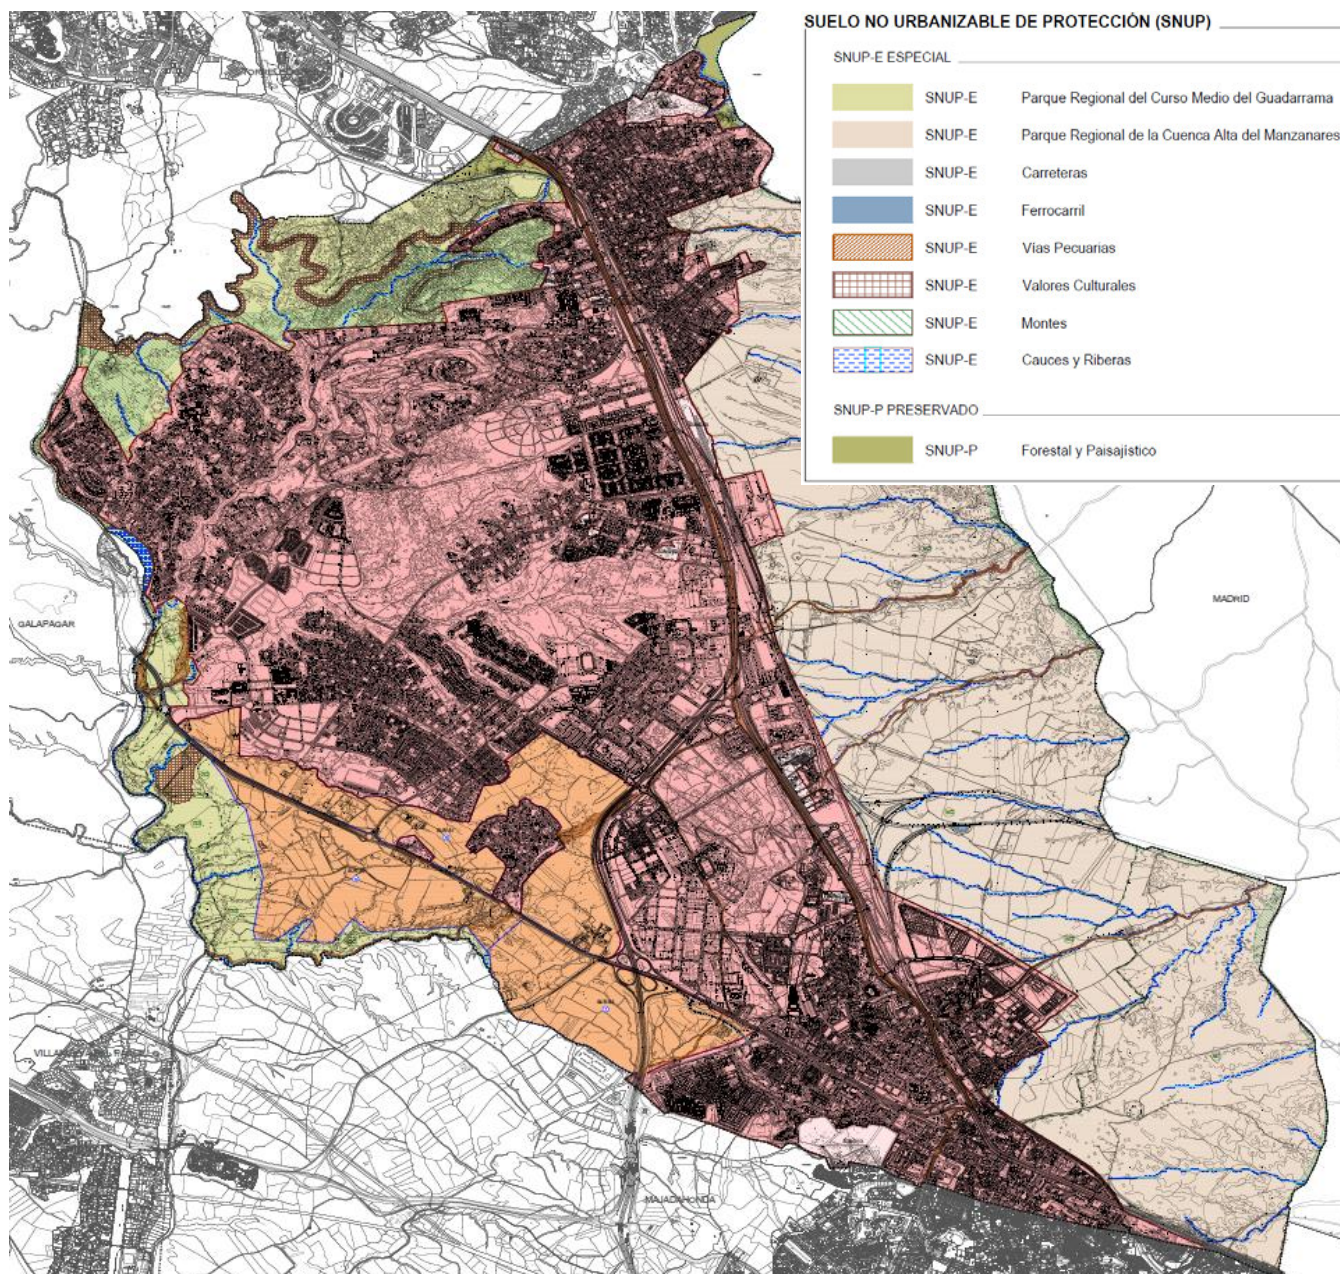 SUELO NO URBANIZABLE DE PROTECCIÓN (SNUP)
SNUP-E ESPECIAL
SNUP-E Parque Regional del Curso Medio del Guadarrama
SNUP-E Parque Regional de la Cuenca Alta del Manzanares
SNUP-E Carreteras
SNUP-E Ferrocarril
SNUP-E Vías Pecuarias
SNUP-E Valores Culturales
SNUP-E Montes
SNUP-E Cauces y Riberas
SNUP-P PRESERVADO
SNUP-P Forestal y Paisajístico
MADRID
GALAPAGAR
MAJADAHONDA